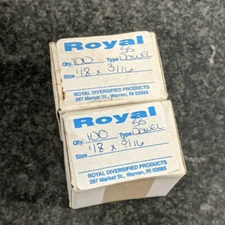 Royal
SS
Qty. 100 Type DOWEL
Size 1/8 x 3/16
ROYAL DIVERSIFIED PRODUCTS
287 Market St., Warren, RI 02885
Royal
SS
Qty. 100 Type DOWEL
Size 1/8 x 3/16
ROYAL DIVERSIFIED PRODUCTS
287 Market St., Warren, RI 02885